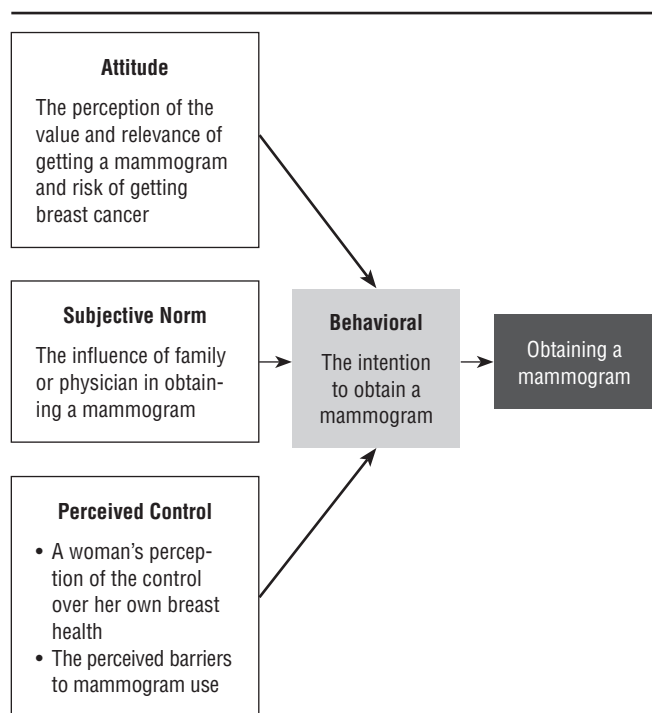 Attitude
The perception of the
value and relevance of
getting a mammogram
and risk of getting
breast cancer
Subjective Norm
The influence of family
or physician in obtain-
ing a mammogram
Behavioral
The intention
to obtain a
mammogram
Obtaining a
mammogram
Perceived Control
• A woman's percep-
tion of the control
over her own breast
health
• The perceived barriers
to mammogram use